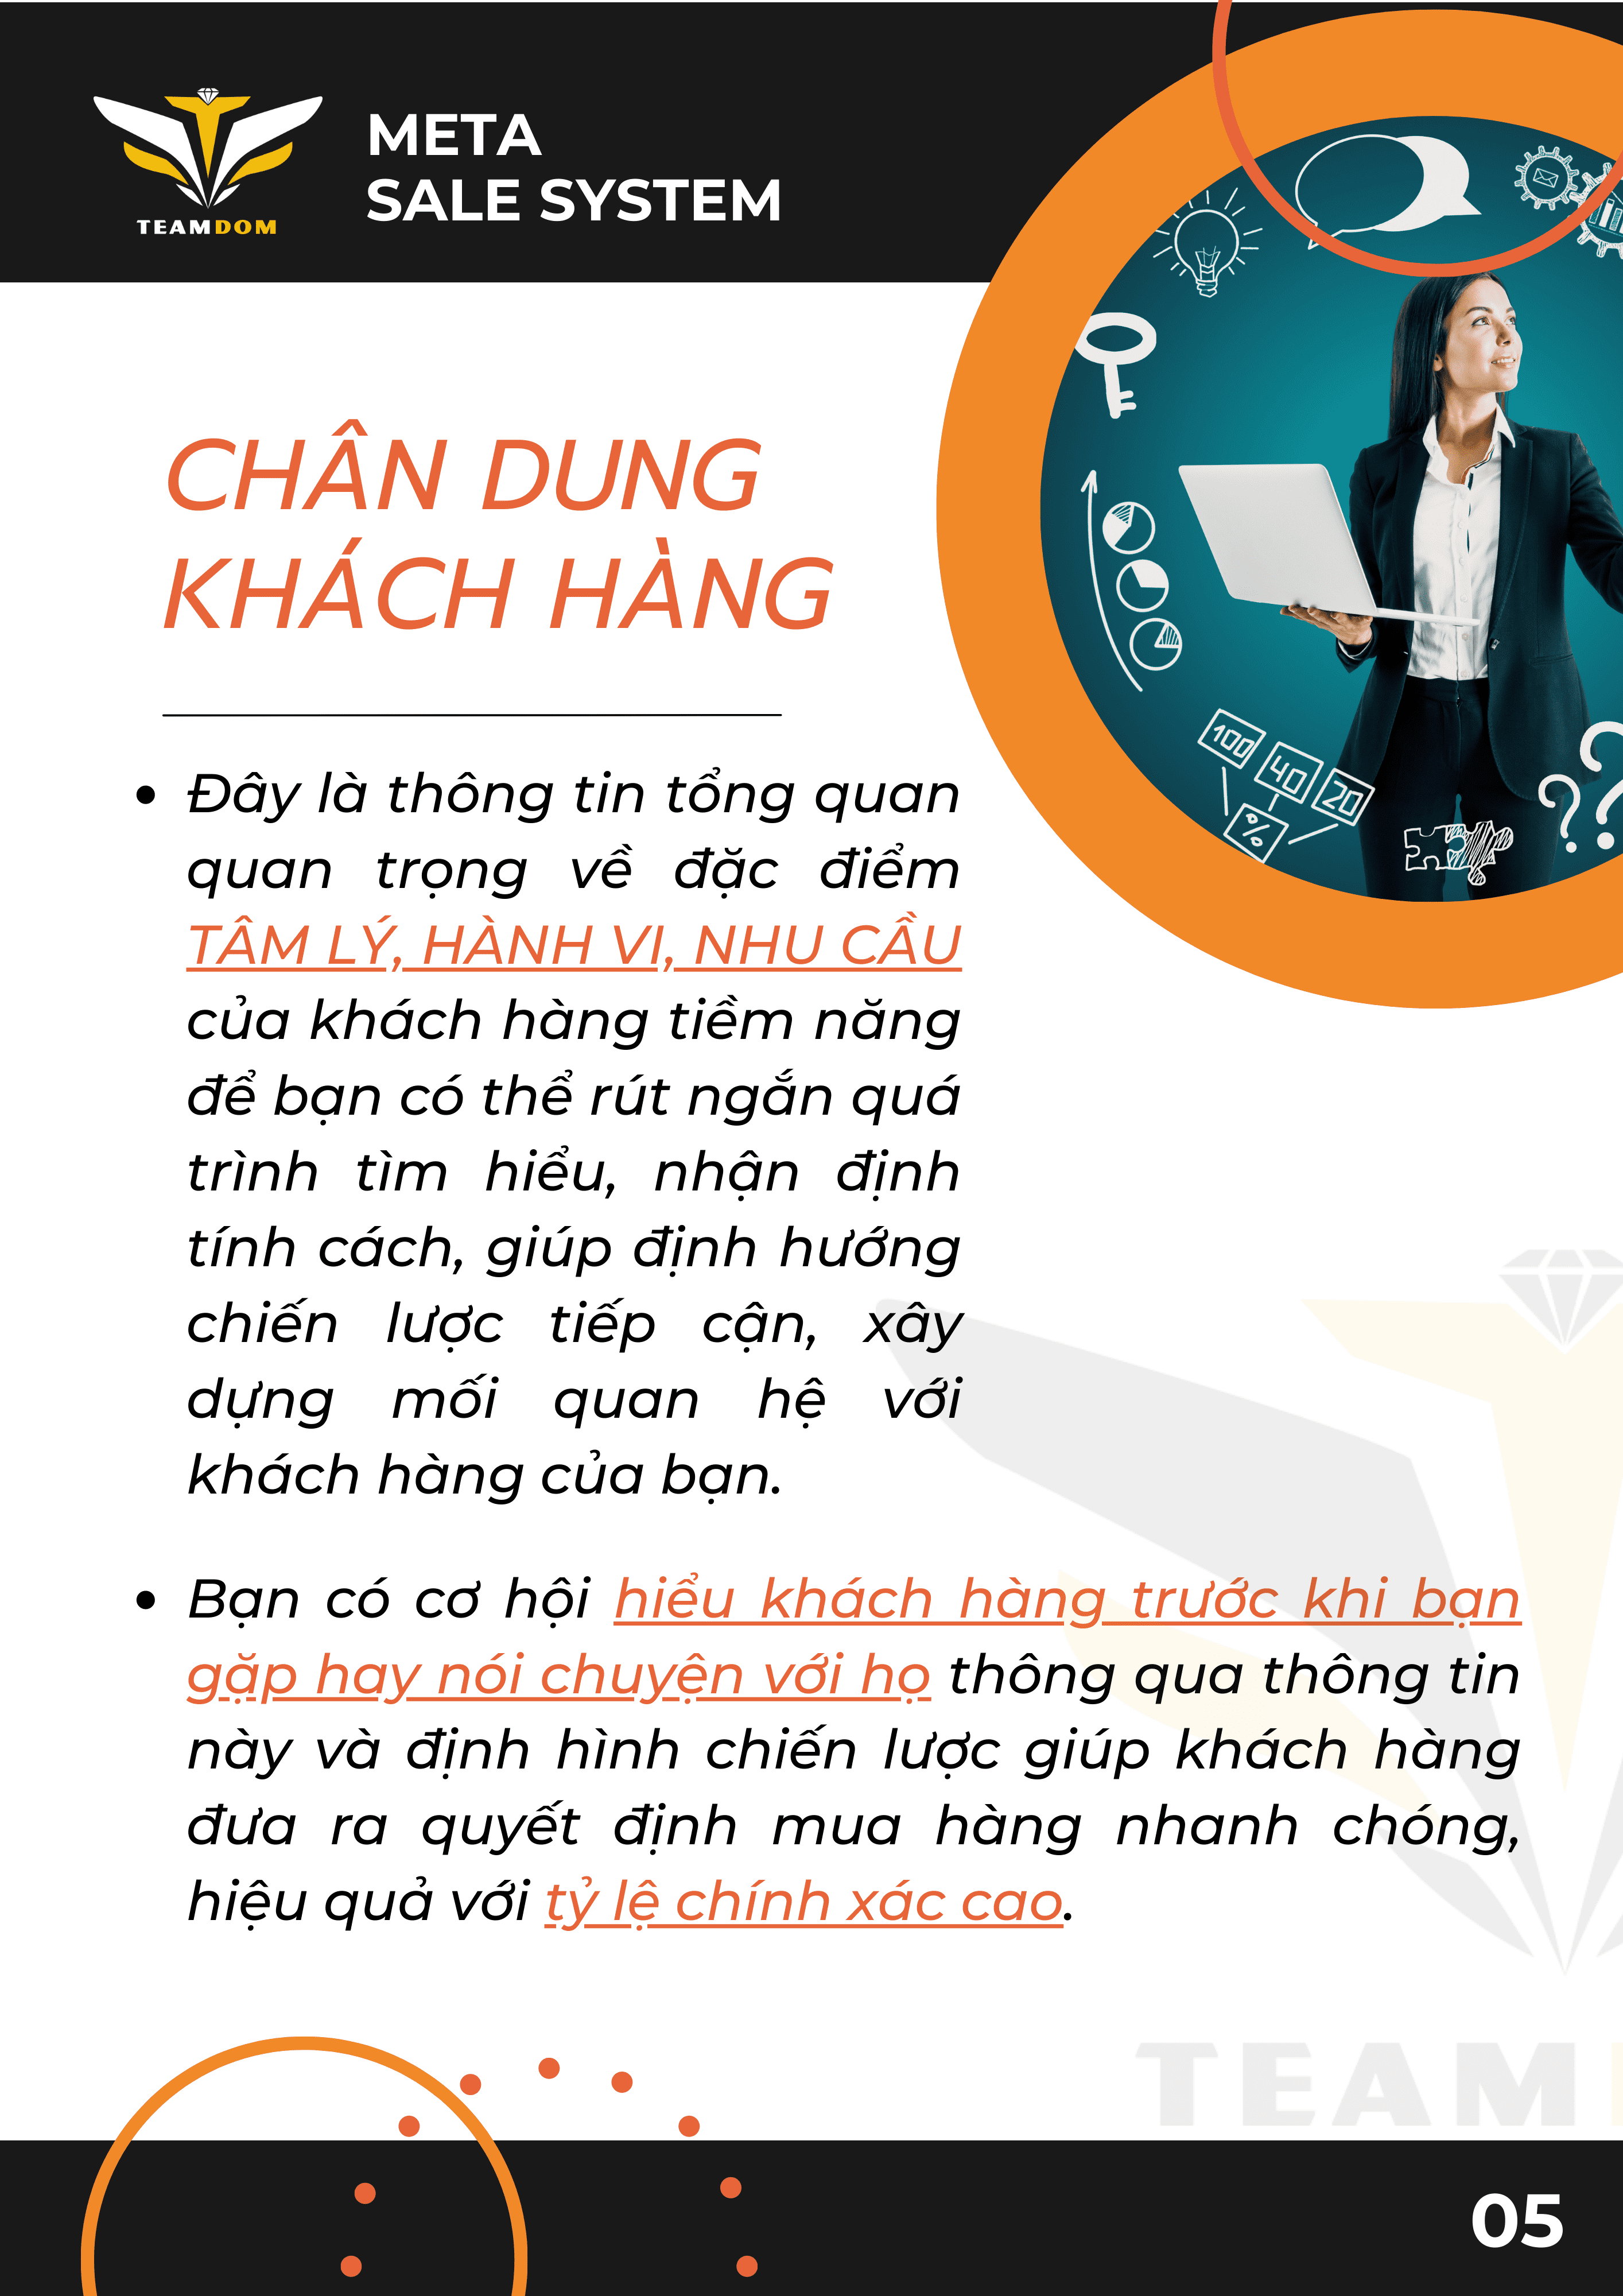 TEAMDOM
META
SALE SYSTEM
CHÂN DUNG
KHÁCH HÀNG
• Đây là thông tin tổng quan
quan trọng về đặc điểm
TÂM LÝ, HÀNH VI, NHU CẦU
của khách hàng tiềm năng
để bạn có thể rút ngắn quá
trình tìm hiểu, nhận định
tính cách, giúp định hướng
chiến lược tiếp cận, xây
dựng mối quan hệ với
khách hàng của bạn.
• Bạn có cơ hội hiểu khách hàng trước khi bạn
gặp hay nói chuyện với họ thông qua thông tin
này và định hình chiến lược giúp khách hàng
đưa ra quyết định mua hàng nhanh chóng,
hiệu quả với tỷ lệ chính xác cao.
100
40
20
%
??
TEAM
05